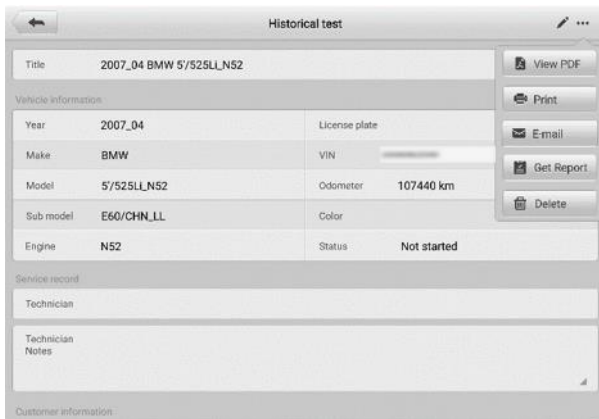 Historical test
Title 2007_04 BMW 5'/525Li_N52
View PDF
Print
E-mail
Get Report
Delete
Vehicle information
Year 2007_04 License plate
Make BMW VIN
Model 5'/525Li_N52 Odometer 107440 km
Sub model E60/CHN_LL Color
Engine N52 Status Not started
Service record
Technician
Technician
Notes
Customer information